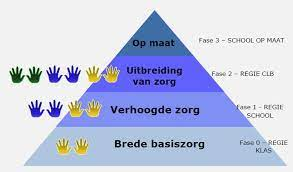 Op maat
Fase 3 – SCHOOL OP MAAT
Uitbreiding
van zorg
Fase 2 – REGIE CLB
Verhoogde zorg
Fase 1 - REGIE
SCHOOL
Brede basiszorg
Fase 0 – REGIE
KLAS